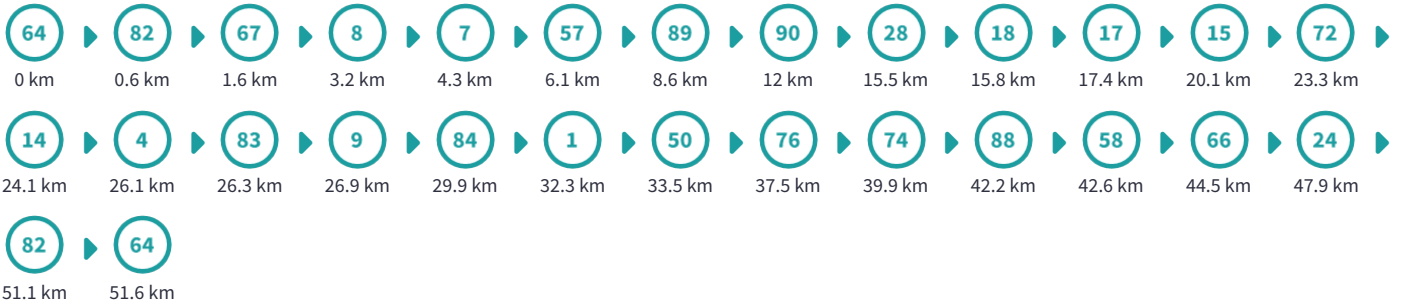 64 82 67 8 7 57 89 90 28 18 17 15 72
0 km 0.6 km 1.6 km 3.2 km 4.3 km 6.1 km 8.6 km 12 km 15.5 km 15.8 km 17.4 km 20.1 km 23.3 km
14 4 83 9 84 1 50 76 74 88 58 66 24
24.1 km 26.1 km 26.3 km 26.9 km 29.9 km 32.3 km 33.5 km 37.5 km 39.9 km 42.2 km 42.6 km 44.5 km 47.9 km
82 64
51.1 km 51.6 km